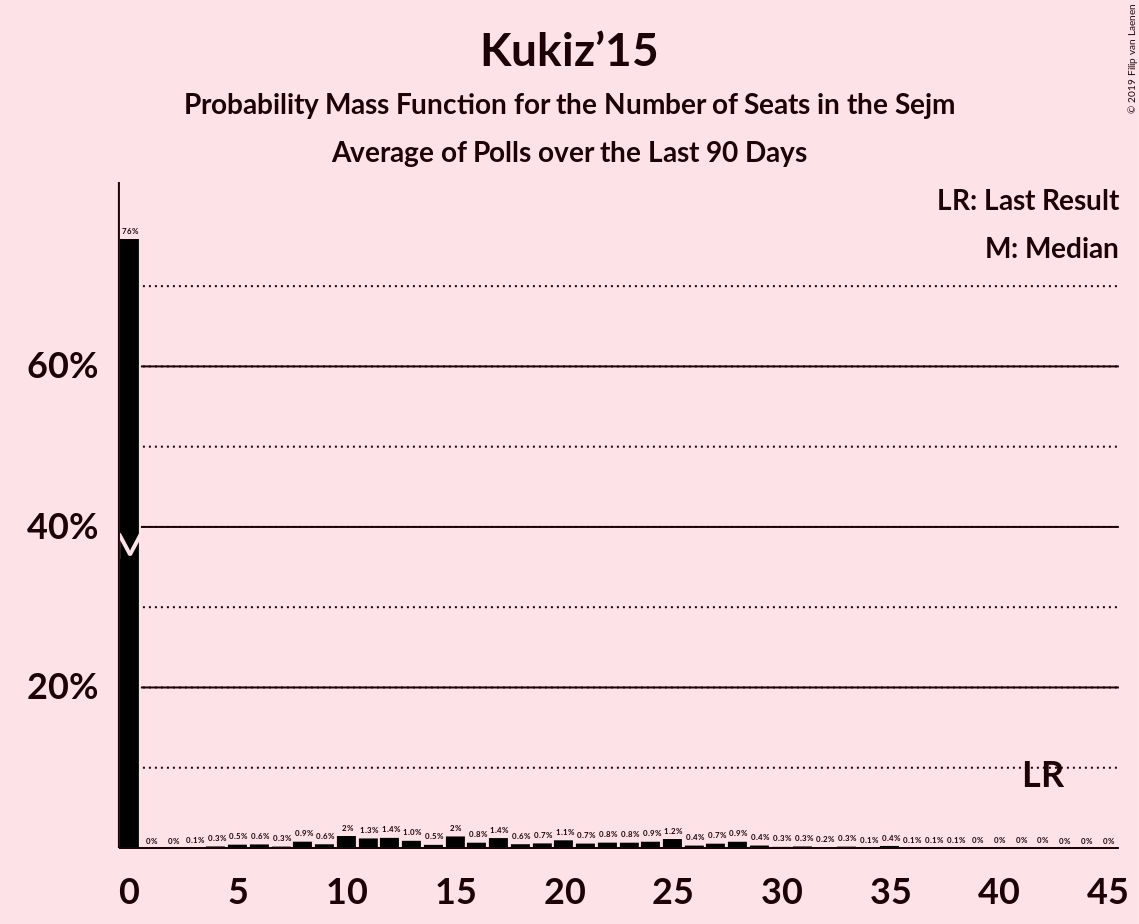 Kukiz’15
Probability Mass Function for the Number of Seats in the Sejm
Average of Polls over the Last 90 Days
© 2019 Filip van Laenen
LR: Last Result
M: Median
60%
40%
20%
76% 0% 0% 0.1% 0.3% 0.5% 0.6% 0.3% 0.9% 0.6% 2% 1.3% 1.4% 1.0% 0.5% 2% 0.8% 1.4% 0.6% 0.7% 1.1% 0.7% 0.8% 0.8% 0.9% 1.2% 0.4% 0.7% 0.9% 0.4% 0.3% 0.3% 0.2% 0.3% 0.1% 0.4% 0.1% 0.1% 0.1% 0% 0% 0% 0% 0% 0% 0%
LR
0 5 10 15 20 25 30 35 40 45